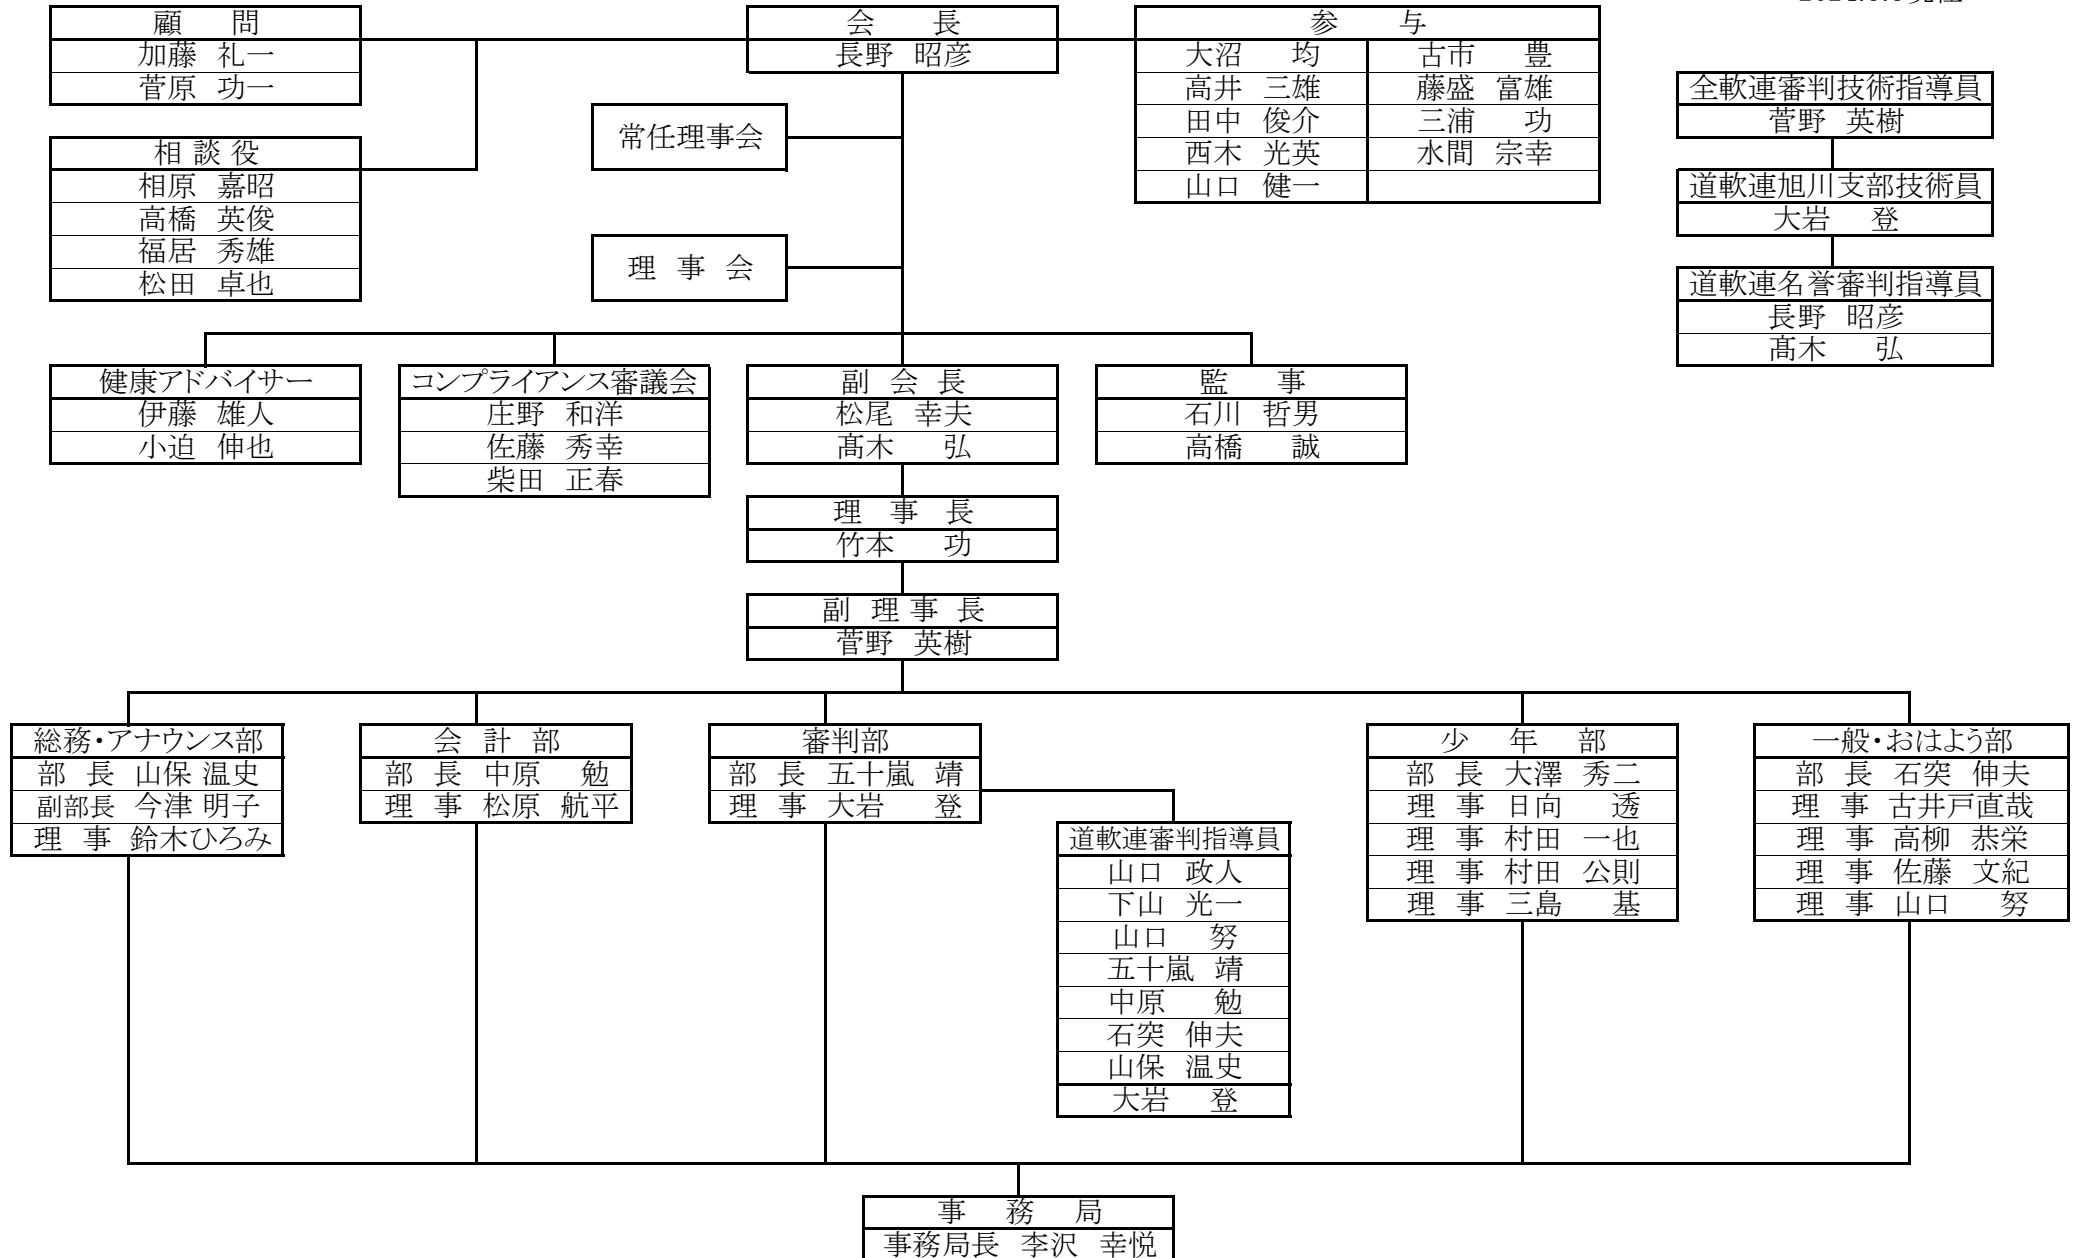 顧　問
加藤 礼一
菅原 功一
会　長
長野 昭彦
参　与
大沼　均　古市　豊
高井 三雄　藤盛 富雄
田中 俊介　三浦　功
西木 光英　水間 宗幸
山口 健一
相 談 役
相原 嘉昭
高橋 英俊
福居 秀雄
松田 卓也
常任理事会
理 事 会
全軟連審判技術指導員
菅野 英樹
道軟連旭川支部技術員
大岩　登
道軟連名誉審判指導員
長野 昭彦
髙木　弘
健康アドバイサー
伊藤 雄人
小迫 伸也
コンプライアンス審議会
庄野 和洋
佐藤 秀幸
柴田 正春
副 会 長
松尾 幸夫
髙木　弘
監　事
石川 哲男
高橋　誠
理 事 長
竹本　功
副 理 事 長
菅野 英樹
総務・アナウンス部
部 長 山保 温史
副部長 今津 明子
理 事 鈴木ひろみ
会 計 部
部 長 中原　勉
理 事 松原 航平
審判部
部 長 五十嵐 靖
理 事 大岩　登
道軟連審判指導員
山口 政人
下山 光一
山口　努
五十嵐 靖
中原　勉
石突 伸夫
山保 温史
大岩　登
少 年 部
部 長 大澤 秀二
理 事 日向　透
理 事 村田 一也
理 事 村田 公則
理 事 三島　基
一般・おはよう部
部 長 石突 伸夫
理 事 古井戸直哉
理 事 高柳 恭栄
理 事 佐藤 文紀
理 事 山口　努
事 務 局
事務局長 李沢 幸悦